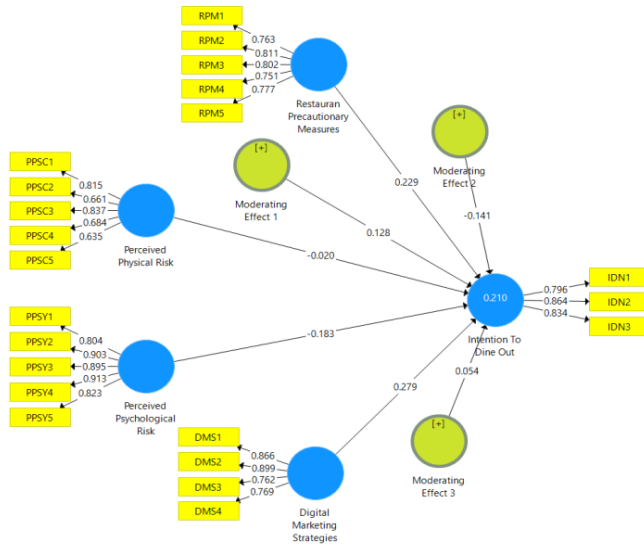 RPM1
RPM2
RPM3
RPM4
RPM5
0.763
0.811
0.802
0.751
0.777
Restauran
Precautionary
Measures
[+]
Moderating
Effect 1
[+]
Moderating
Effect 2
PPSC1
PPSC2
PPSC3
PPSC4
PPSC5
0.815
0.661
0.837
0.684
0.635
Perceived
Physical Risk
0.229
-0.141
0.128
-0.020
PPSY1
PPSY2
PPSY3
PPSY4
PPSY5
0.804
0.903
0.895
0.913
0.823
Perceived
Psychological
Risk
-0.183
0.210
Intention To
Dine Out
0.796
0.864
0.834
IDN1
IDN2
IDN3
0.279
0.054
DMS1
DMS2
DMS3
DMS4
0.866
0.899
0.762
0.769
Digital
Marketing
Strategies
[+]
Moderating
Effect 3